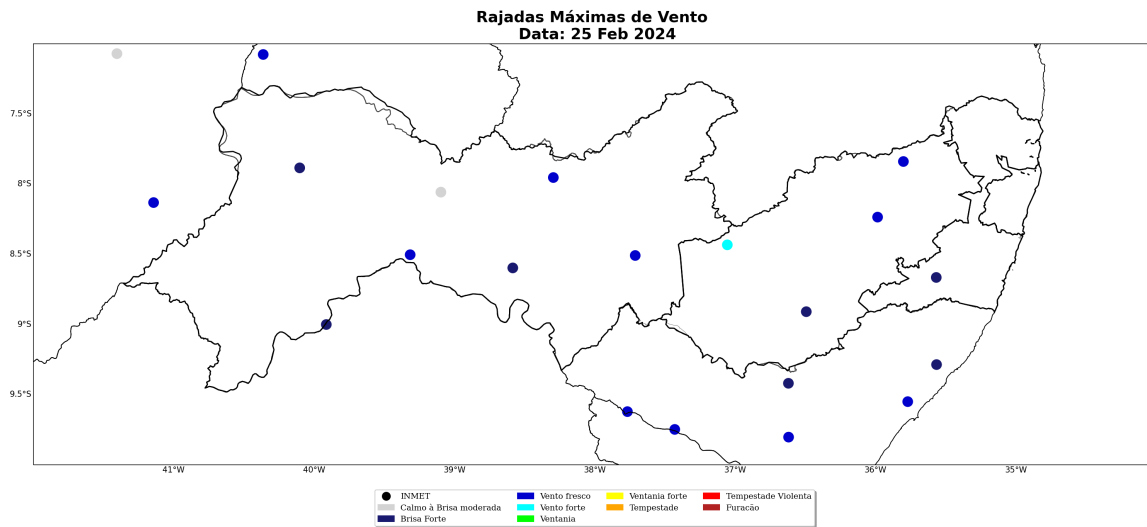 Rajadas Máximas de Vento
Data: 25 Feb 2024
7.5°S
8°S
8.5°S
9°S
9.5°S
41°W 40°W 39°W 38°W 37°W 36°W 35°W
INMET Vento fresco Ventania forte Tempestade Violenta
Calmo à Brisa moderada Vento forte Tempestade Furacão
Brisa Forte Ventania